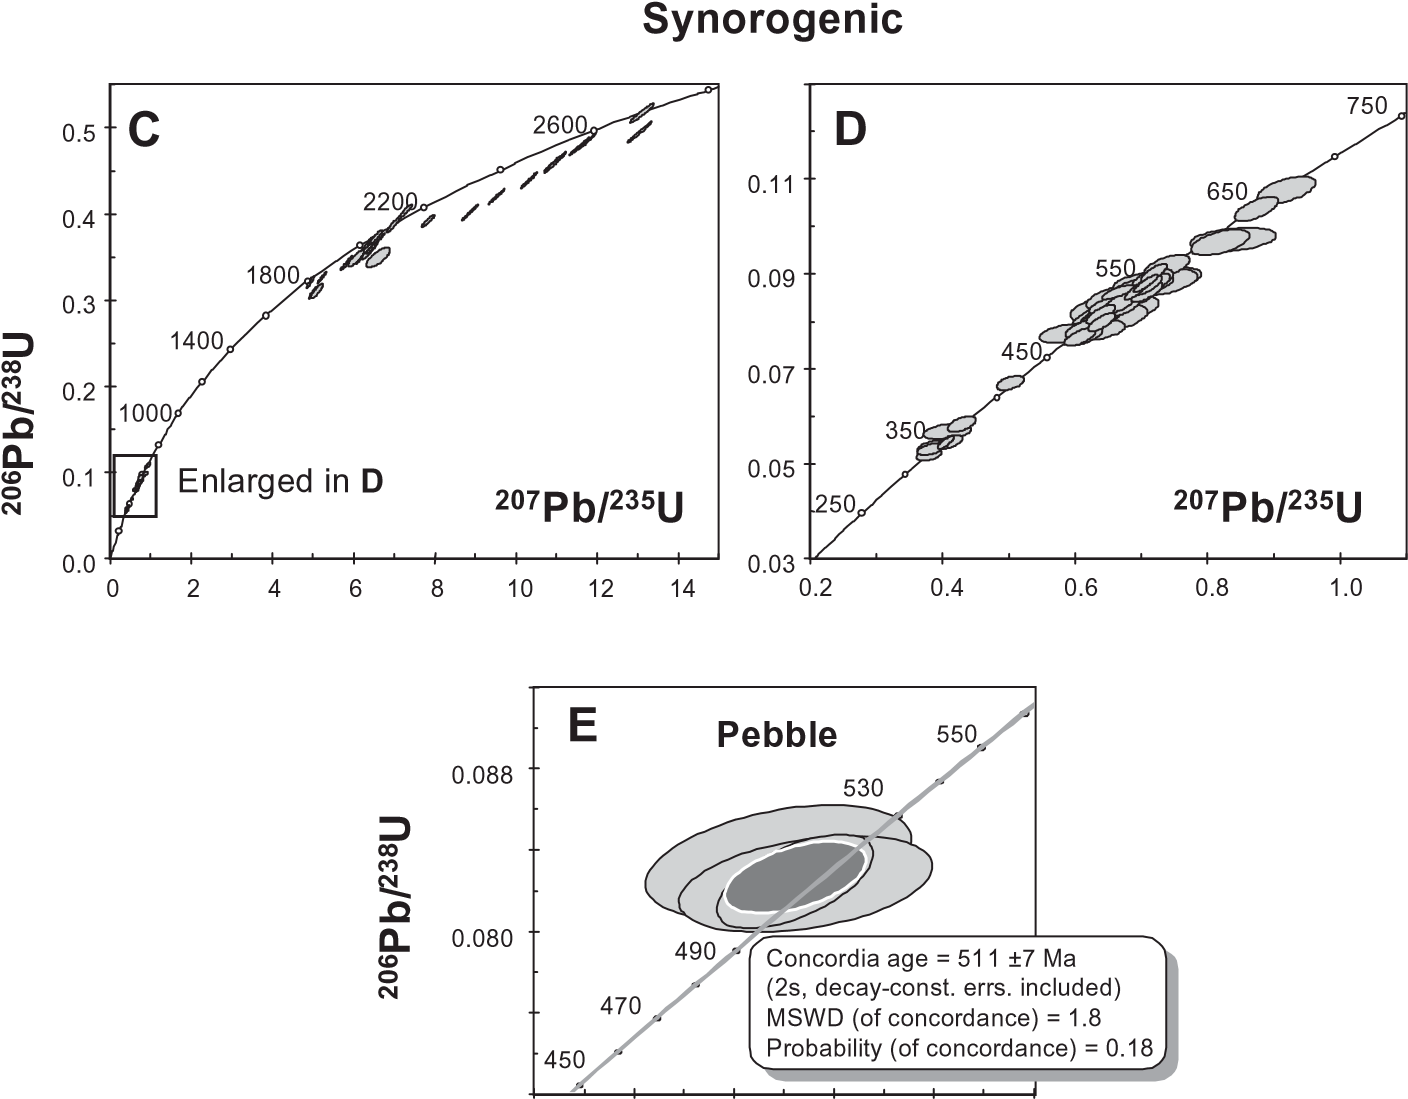 Synorogenic
C
0.5
0.4
0.3
0.2
0.1
0.0
2600
2200
1800
1400
1000
Enlarged in D
206Pb/238U
207Pb/235U
0 2 4 6 8 10 12 14
D
0.11
0.09
0.07
0.05
0.03
750
650
550
450
350
250
207Pb/235U
0.2 0.4 0.6 0.8 1.0
E
Pebble
0.088
0.080
206Pb/238U
550
530
490
470
450
Concordia age = 511 ±7 Ma
(2s, decay-const. errs. included)
MSWD (of concordance) = 1.8
Probability (of concordance) = 0.18